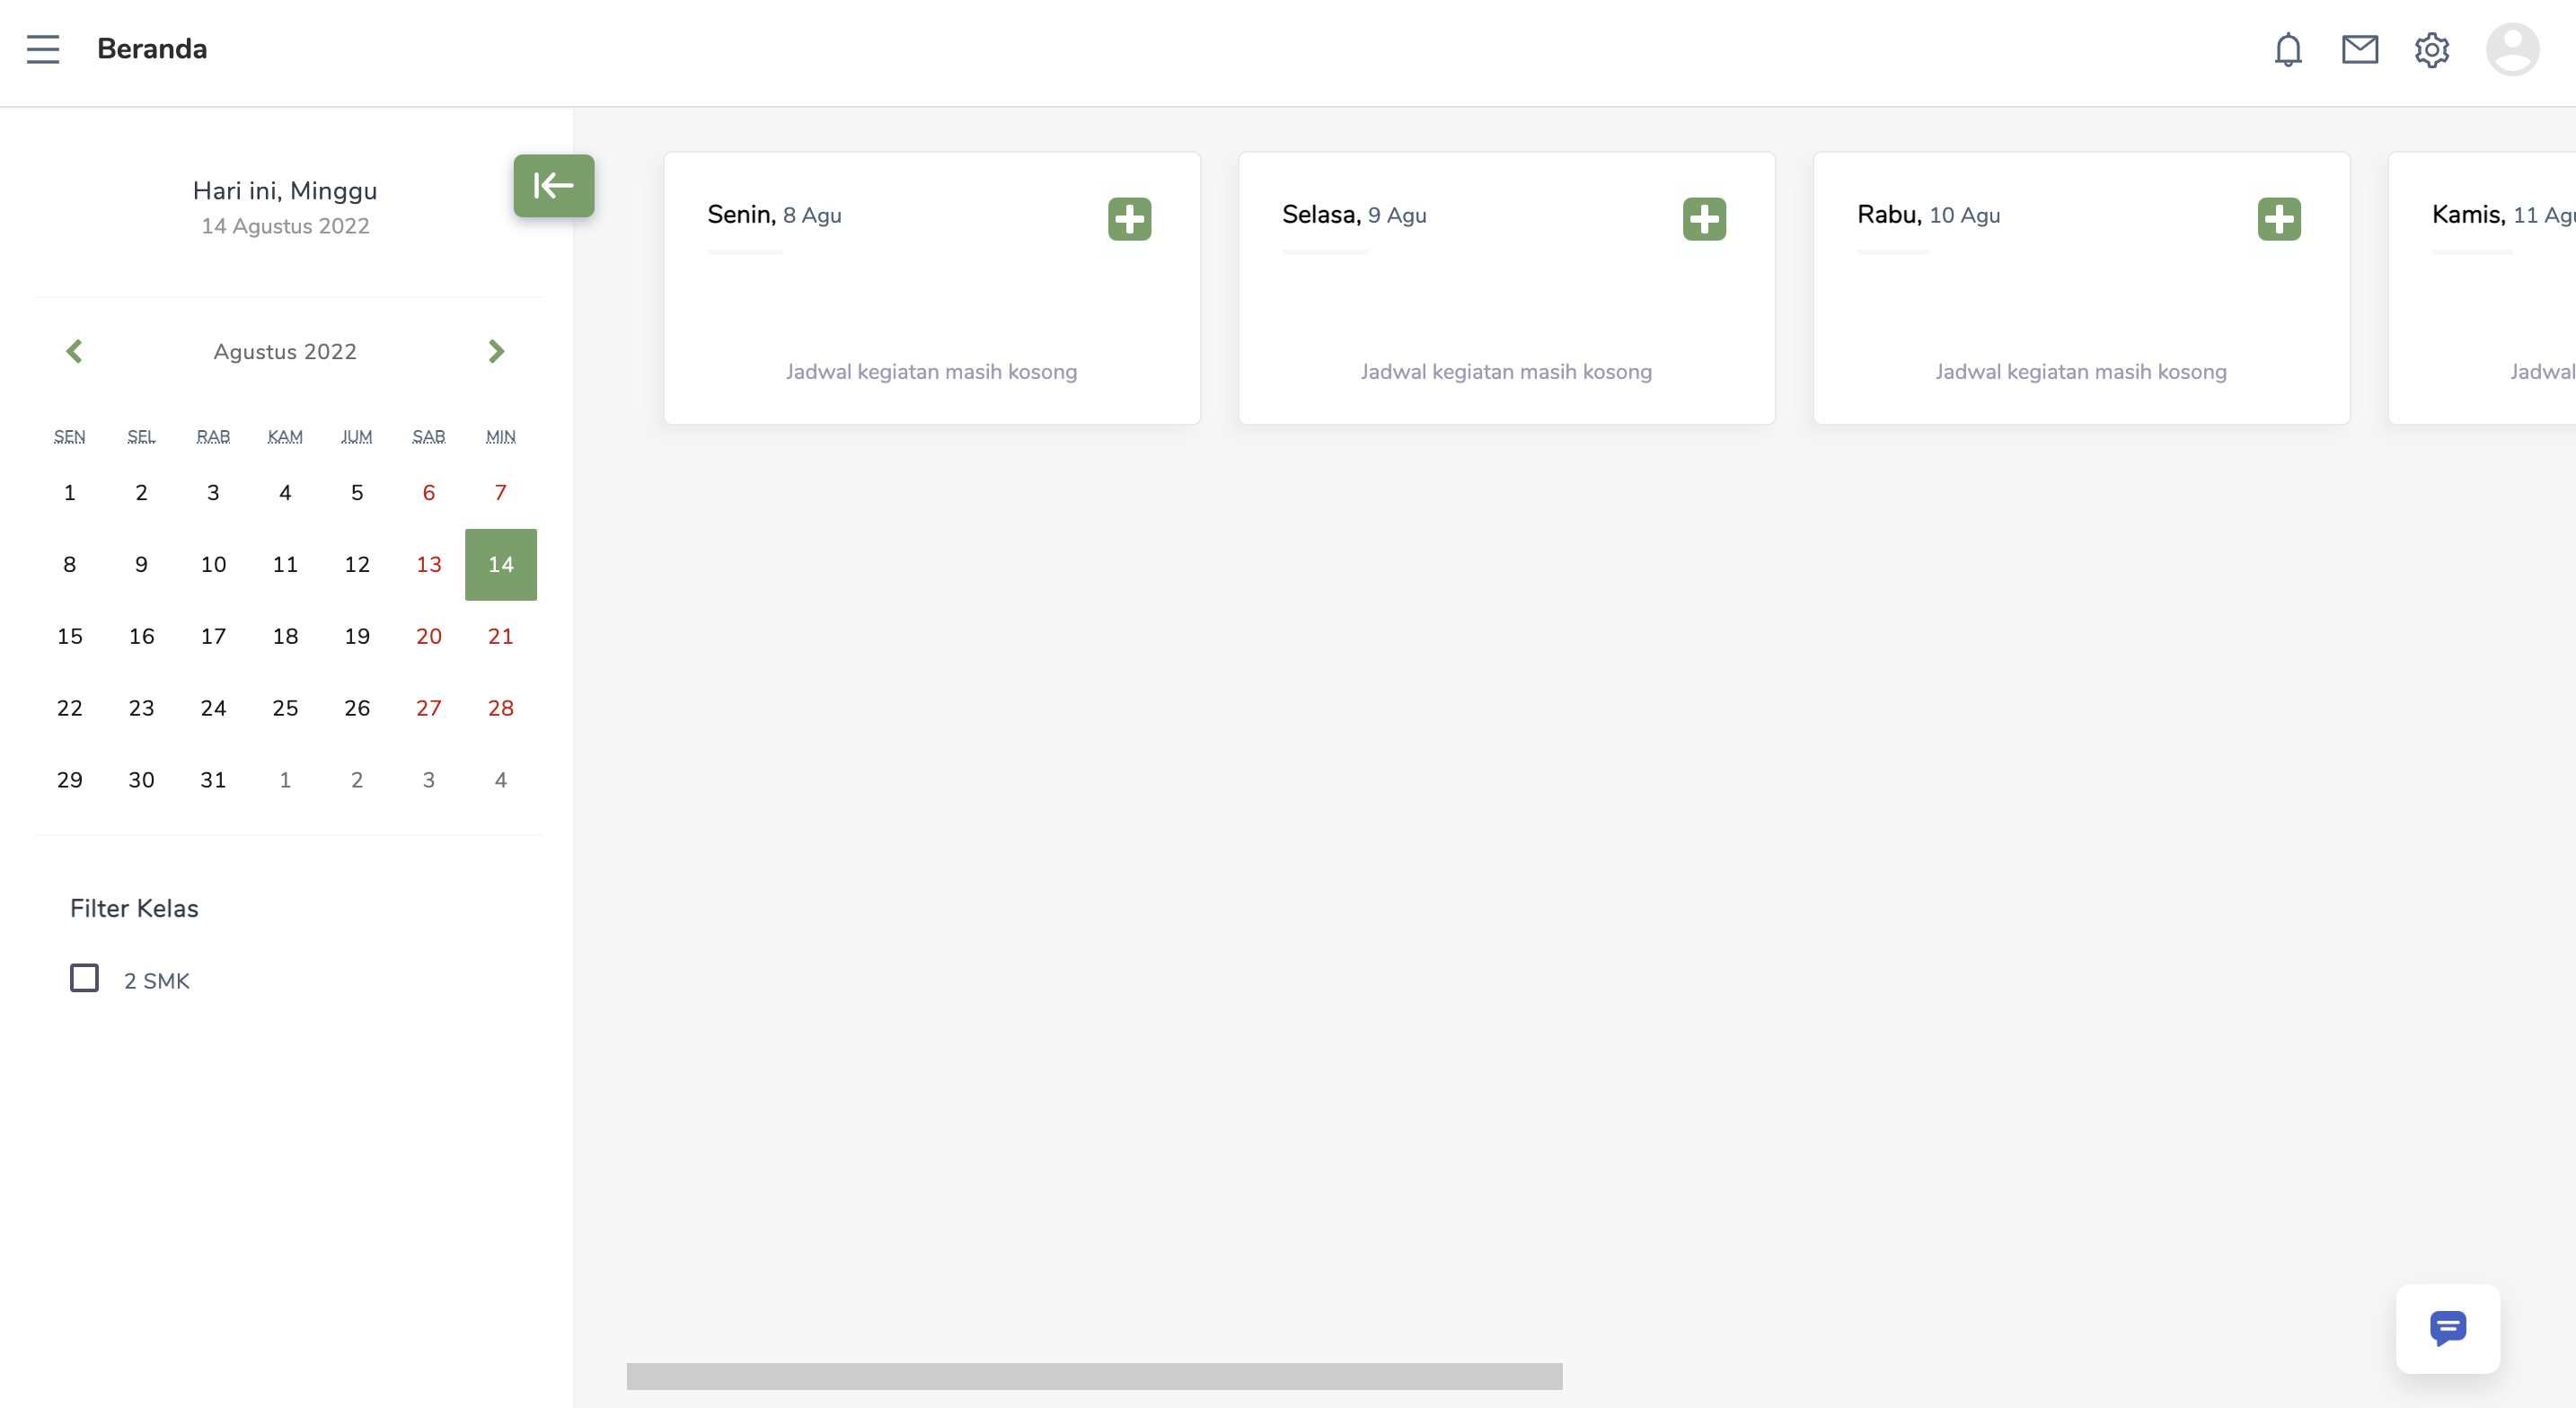 Beranda
Hari ini, Minggu
14 Agustus 2022
Agustus 2022
SEN SEL RAB KAM JUM SAB MIN
1 2 3 4 5 6 7
8 9 10 11 12 13 14
15 16 17 18 19 20 21
22 23 24 25 26 27 28
29 30 31 1 2 3 4
Filter Kelas
2 SMK
Senin, 8 Agu
Jadwal kegiatan masih kosong
Selasa, 9 Agu
Jadwal kegiatan masih kosong
Rabu, 10 Agu
Jadwal kegiatan masih kosong
Kamis, 11 Agu
Jadwal